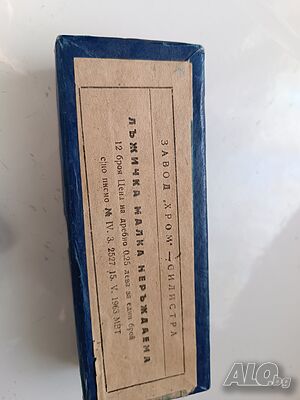 ЗАВОД „ХРОМ“ – СИЛИСТРА
ЛЪЖИЧКА МАЛКА НЕРЪЖДАЕМА
12 броя Цена на дребно 0,25 лева за един брой
с/но писмо № IV. 3. 2527 15. V. 1963 МВТ
ALO.bg